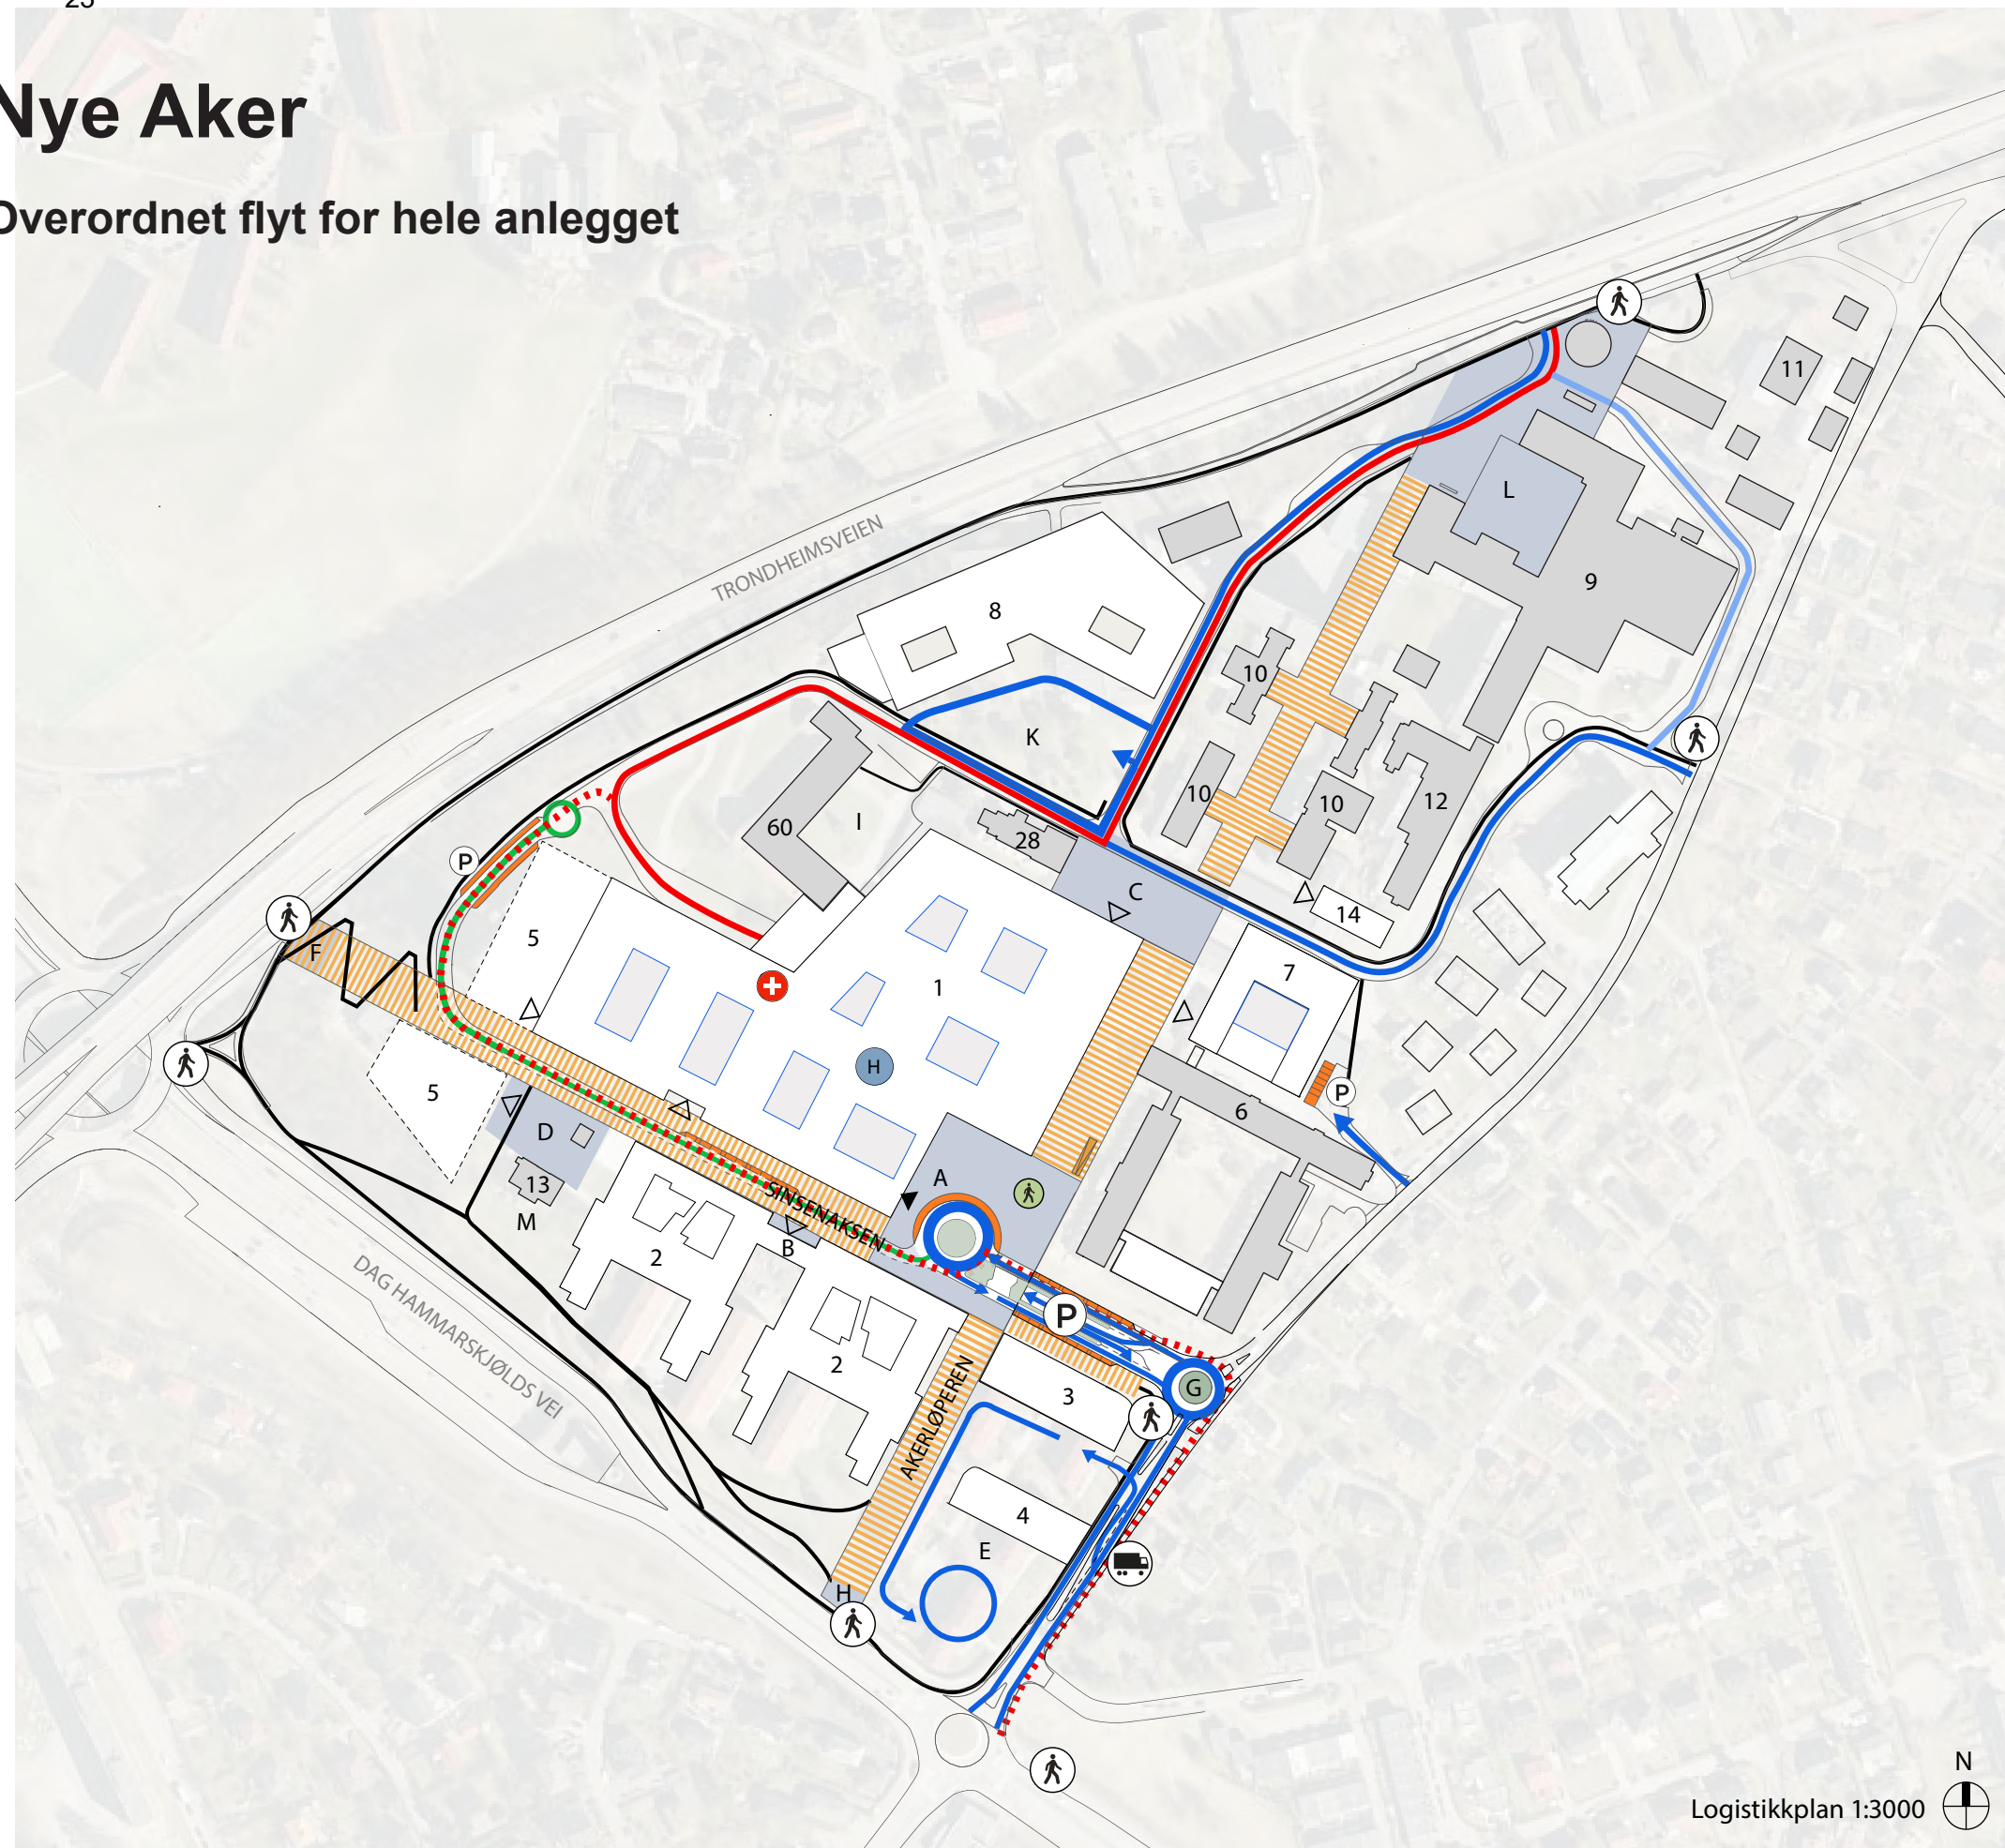 Nye Aker
Overordnet flyt for hele anlegget
11
L
TRONDHEIMSVEIEN
9
8
10
K
10
10
12
60
I
28
P
C
14
5
F
7
1
H
P
5
6
D
A
13
SINSENAKSEN
M
B
2
P
DAG HAMMARSKJØLDS VEI
2
G
3
AKERLØPEREN
4
E
H
N
Logistikkplan 1:3000